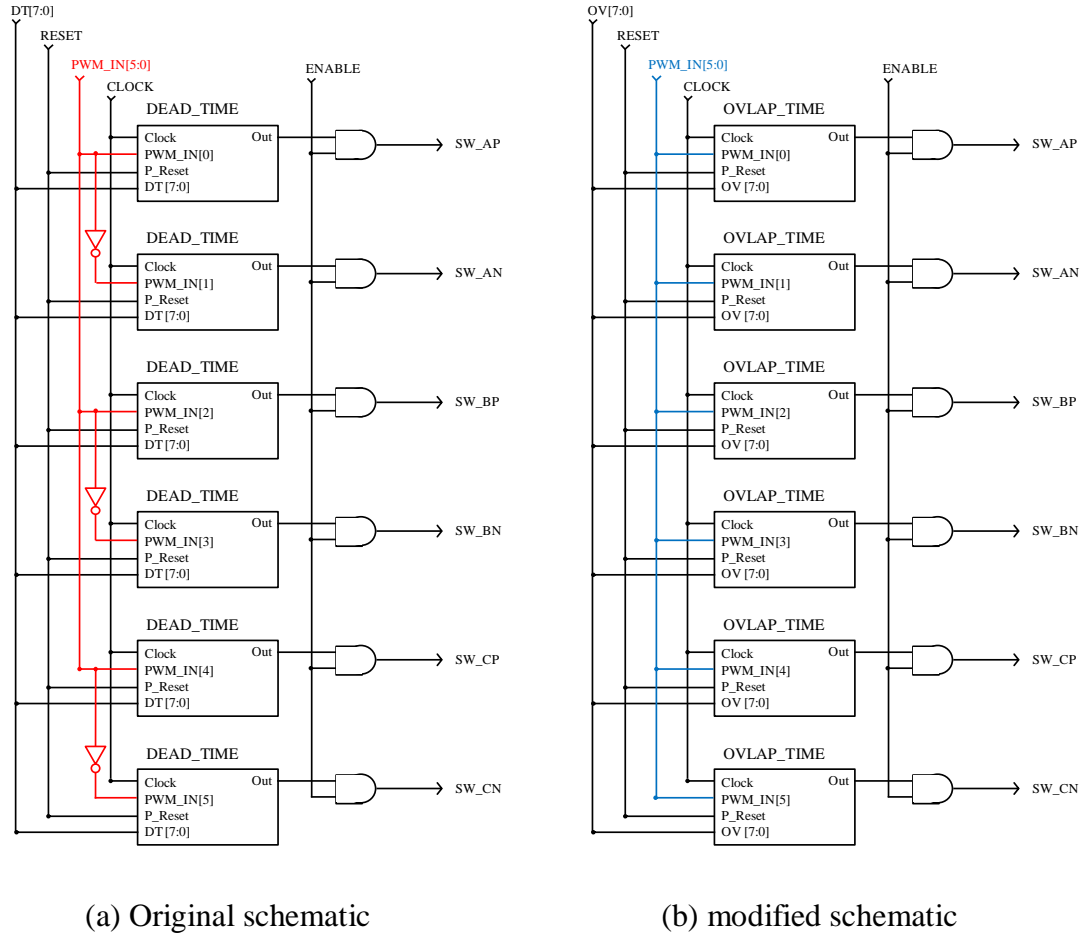 DT[7:0]
RESET
PWM_IN[5:0]
CLOCK
ENABLE
DEAD_TIME
Clock
Out
PWM_IN[0]
P_Reset
DT[7:0]
SW_AP
DEAD_TIME
Clock
Out
PWM_IN[1]
P_Reset
DT [7:0]
SW_AN
DEAD_TIME
Clock
Out
PWM_IN[2]
P_Reset
DT [7:0]
SW_BP
DEAD_TIME
Clock
Out
PWM_IN[3]
P_Reset
DT [7:0]
SW_BN
DEAD_TIME
Clock
Out
PWM_IN[4]
P_Reset
DT [7:0]
SW_CP
DEAD_TIME
Clock
Out
PWM_IN[5]
P_Reset
DT [7:0]
SW_CN
(a) Original schematic
OV[7:0]
RESET
PWM_IN[5:0]
CLOCK
ENABLE
OVLAP_TIME
Clock
Out
PWM_IN[0]
P_Reset
OV [7:0]
SW_AP
OVLAP_TIME
Clock
Out
PWM_IN[1]
P_Reset
OV [7:0]
SW_AN
OVLAP_TIME
Clock
Out
PWM_IN[2]
P_Reset
OV [7:0]
SW_BP
OVLAP_TIME
Clock
Out
PWM_IN[3]
P_Reset
OV [7:0]
SW_BN
OVLAP_TIME
Clock
Out
PWM_IN[4]
P_Reset
OV [7:0]
SW_CP
OVLAP_TIME
Clock
Out
PWM_IN[5]
P_Reset
OV [7:0]
SW_CN
(b) modified schematic